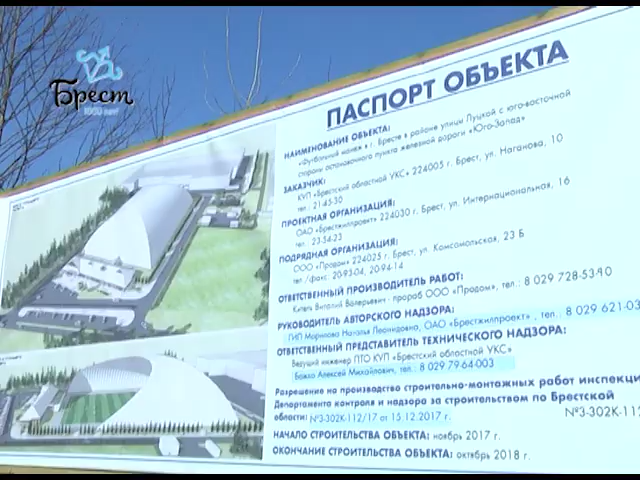 Брест
1000 лет
ПАСПОРТ ОБЪЕКТА
НАИМЕНОВАНИЕ ОБЪЕКТА:
«Футбольный манеж в г. Бресте в районе улицы Луцкой с юго-восточной
стороны остановочного пункта железной дороги «Юго-Запад»
ЗАКАЗЧИК:
КУП «Брестский областной УКС» 224005 г. Брест, ул. Наганова, 10
тел.: 21-45-30
ПРОЕКТНАЯ ОРГАНИЗАЦИЯ:
ОАО «Брестжилпроект» 224030 г. Брест, ул. Интернациональная, 16
тел. 23-54-23
ПОДРЯДНАЯ ОРГАНИЗАЦИЯ:
ООО «Продом» 224025 г. Брест, ул. Комсомольская, 23 Б
тел./факс: 20-93-04, 20-94-14
ОТВЕТСТВЕННЫЙ ПРОИЗВОДИТЕЛЬ РАБОТ:
Китель Виталий Валерьевич - прораб ООО «Продом», тел.: 8 029 728-53-90
РУКОВОДИТЕЛЬ АВТОРСКОГО НАДЗОРА:
ГИП Морилова Наталья Леонидовна, ОАО «Брестжилпроект», тел.: 8 029 621-03
ОТВЕТСТВЕННЫЙ ПРЕДСТАВИТЕЛЬ ТЕХНИЧЕСКОГО НАДЗОРА:
Ведущий инженер ПТО КУП «Брестский областной УКС»
Божко Алексей Михайлович, тел.: 8 029 79-64-003
Разрешение на производство строительно-монтажных работ инспекци
Департамента контроля и надзора за строительством по Брестской
области: №3-302К-112/17 от 15.12.2017 г. №3-302К-112
НАЧАЛО СТРОИТЕЛЬСТВА ОБЪЕКТА: ноябрь 2017 г.
ОКОНЧАНИЕ СТРОИТЕЛЬСТВА ОБЪЕКТА: октябрь 2018 г.